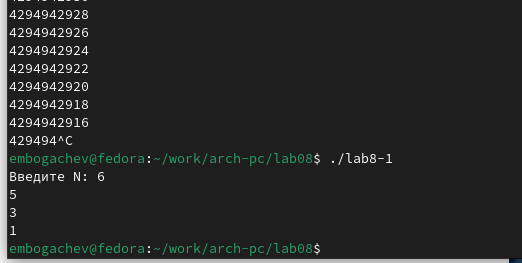 4294942928
4294942926
4294942924
4294942922
4294942920
4294942918
4294942916
429494^C
embogachev@fedora:~/work/arch-pc/lab08$ ./lab8-1
Введите N: 6
5
3
1
embogachev@fedora:~/work/arch-pc/lab08$